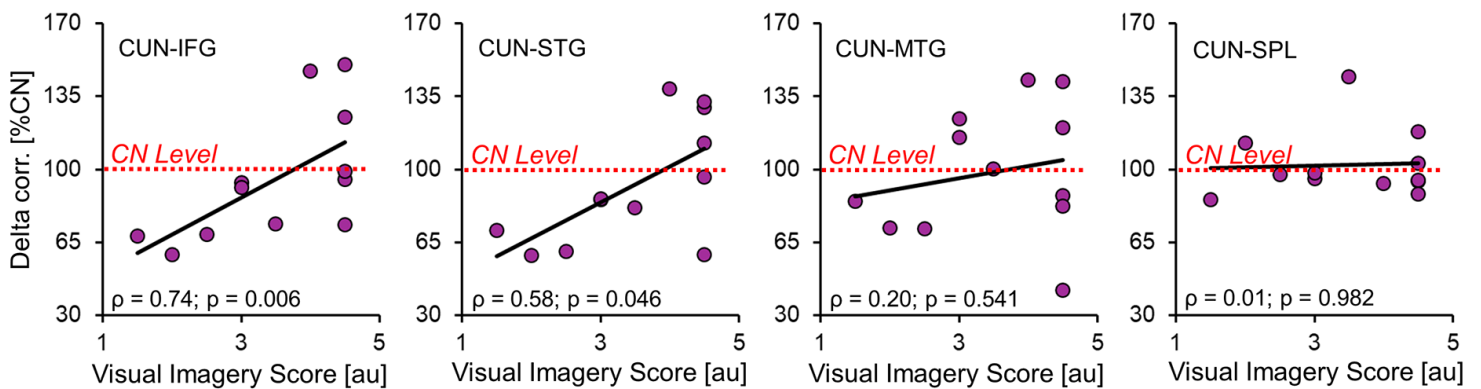 170 170 170 170
CUN-IFG CUN-STG CUN-MTG CUN-SPL
135 135 135 135
CN Level CN Level CN Level CN Level
100 100 100 100
65 65 65 65
ρ = 0.74; p = 0.006 ρ = 0.58; p = 0.046 ρ = 0.20; p = 0.541 ρ = 0.01; p = 0.982
30 30 30 30
1 3 5 1 3 5 1 3 5 1 3 5
Delta corr. [%CN]
Visual Imagery Score [au] Visual Imagery Score [au] Visual Imagery Score [au] Visual Imagery Score [au]